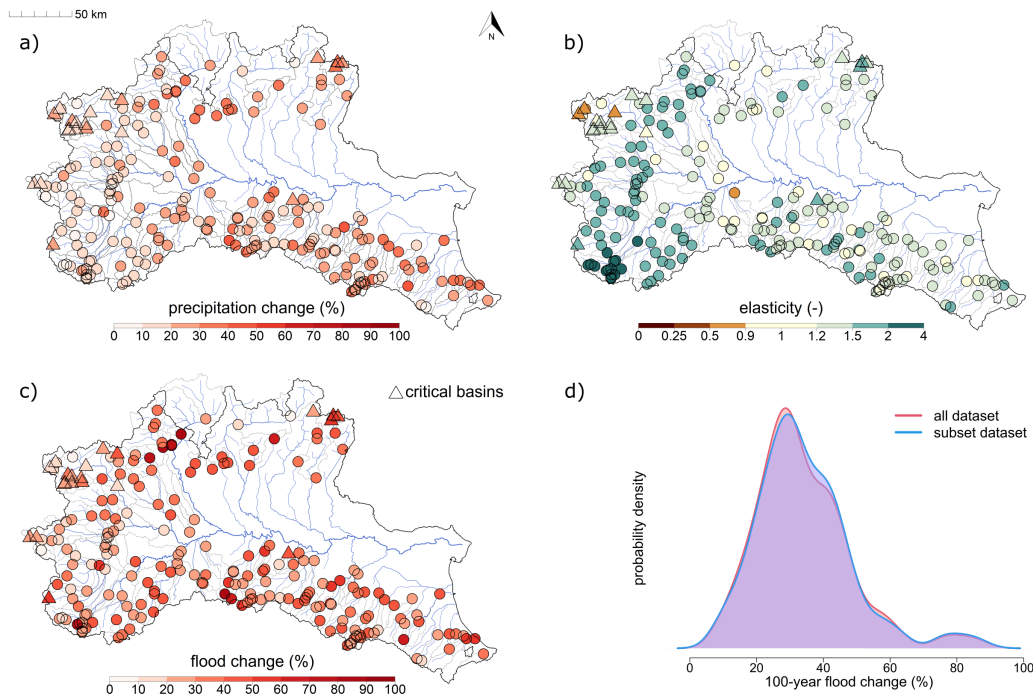 50 km
N
a)
b)
precipitation change (%)
0 10 20 30 40 50 60 70 80 90 100
elasticity (-)
0 0.25 0.5 0.9 1 1.2 1.5 2 4
c)
△ critical basins
d)
all dataset
subset dataset
probability density
flood change (%)
0 10 20 30 40 50 60 70 80 90 100
0 20 40 60 80 100
100-year flood change (%)